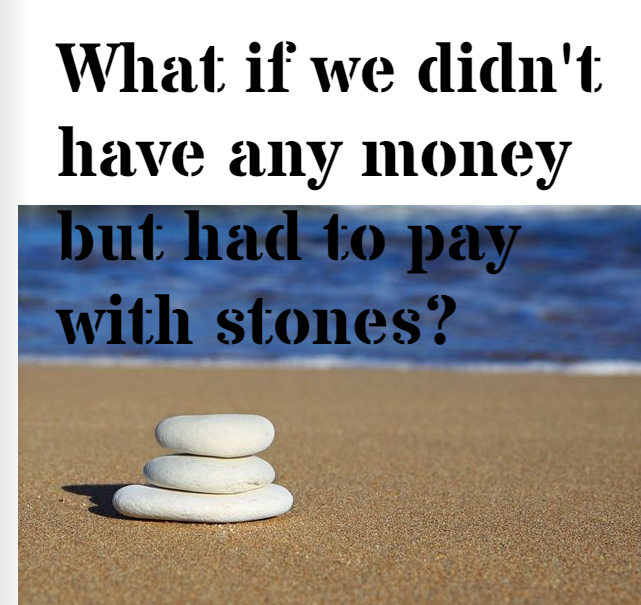 What if we didn't
have any money
but had to pay
with stones?